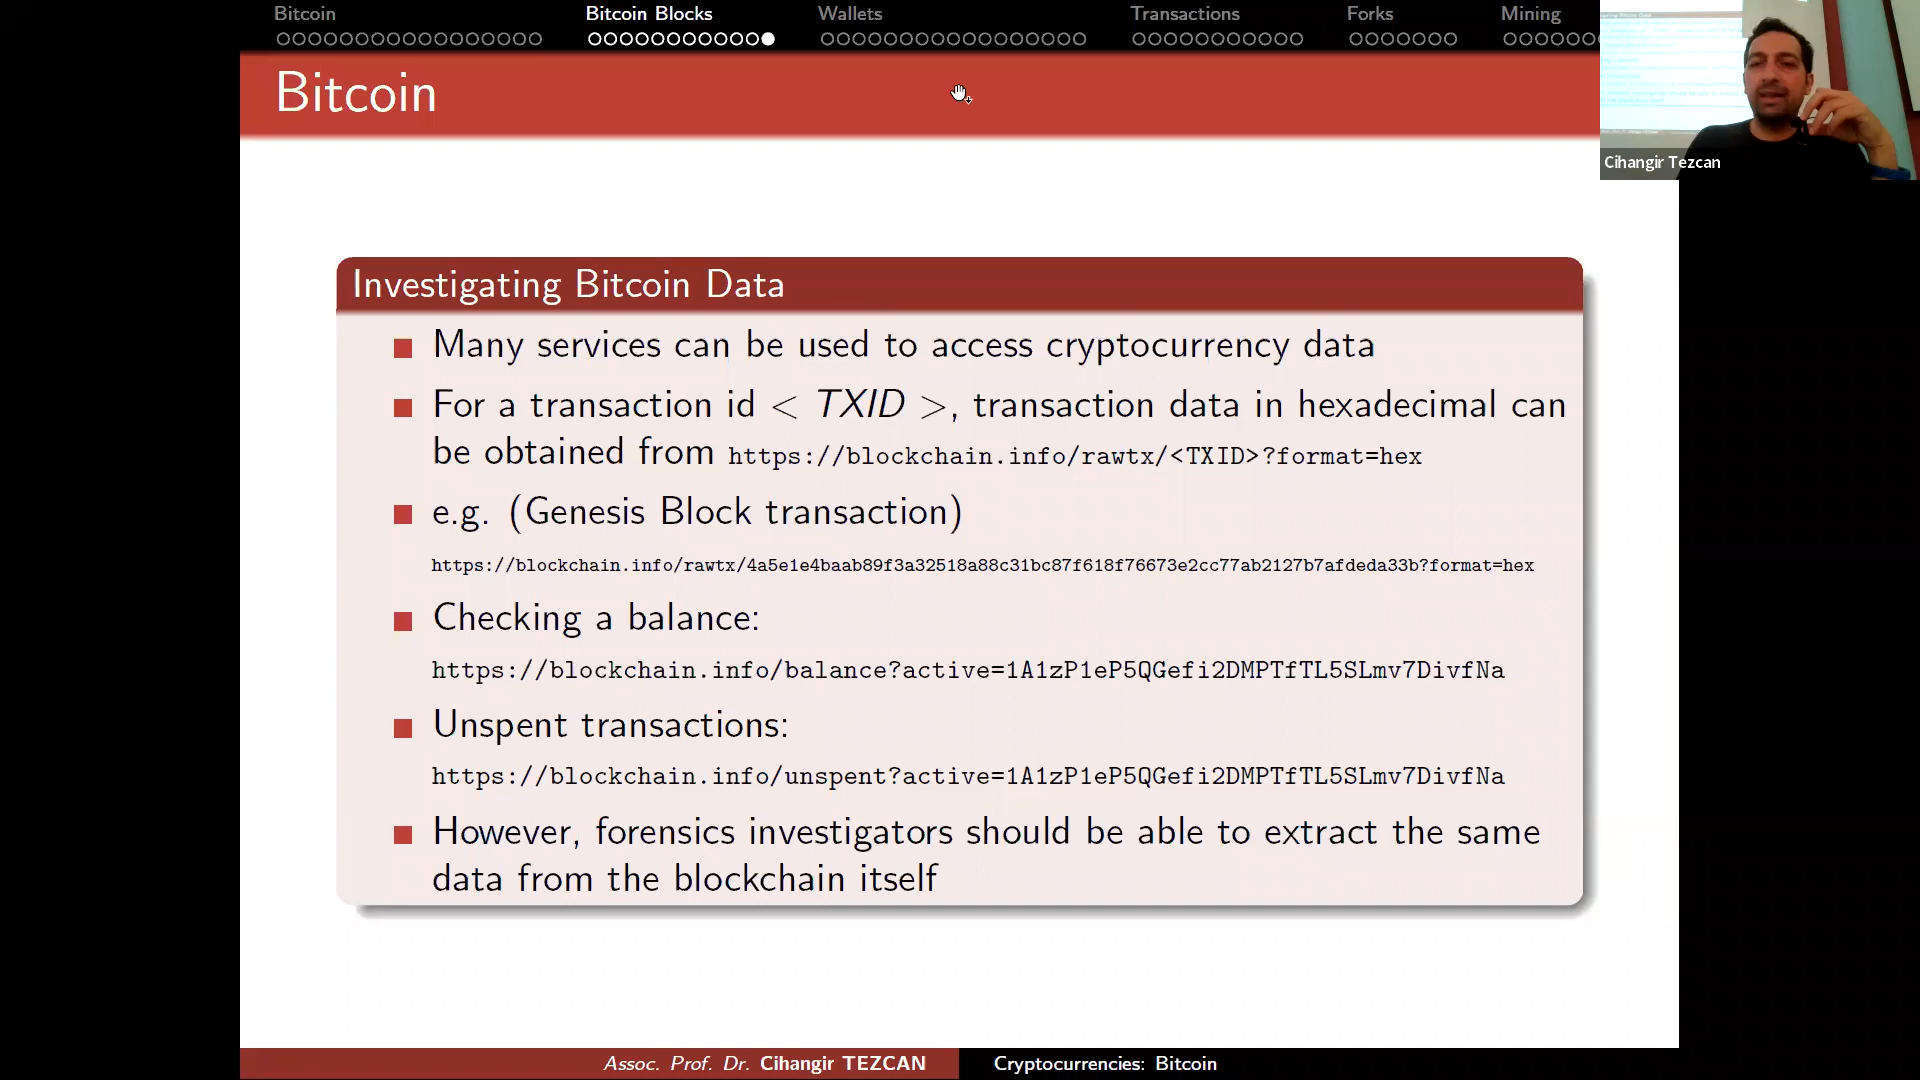 Bitcoin
Bitcoin Blocks
Wallets
Transactions
Forks
Mining
Bitcoin
Cihangir Tezcan
Investigating Bitcoin Data
Many services can be used to access cryptocurrency data
For a transaction id < TXID >, transaction data in hexadecimal can
be obtained from https://blockchain.info/rawtx/<TXID>?format=hex
e.g. (Genesis Block transaction)
https://blockchain.info/rawtx/4a5e1e4baab89f3a32518a88c31bc87f618f76673e2cc77ab2127b7afdeda33b?format=hex
Checking a balance:
https://blockchain.info/balance?active=1A1zP1eP5QGefi2DMPTfTL5SLmv7DivfNa
Unspent transactions:
https://blockchain.info/unspent?active=1A1zP1eP5QGefi2DMPTfTL5SLmv7DivfNa
However, forensics investigators should be able to extract the same
data from the blockchain itself
Assoc. Prof. Dr. Cihangir TEZCAN
Cryptocurrencies: Bitcoin